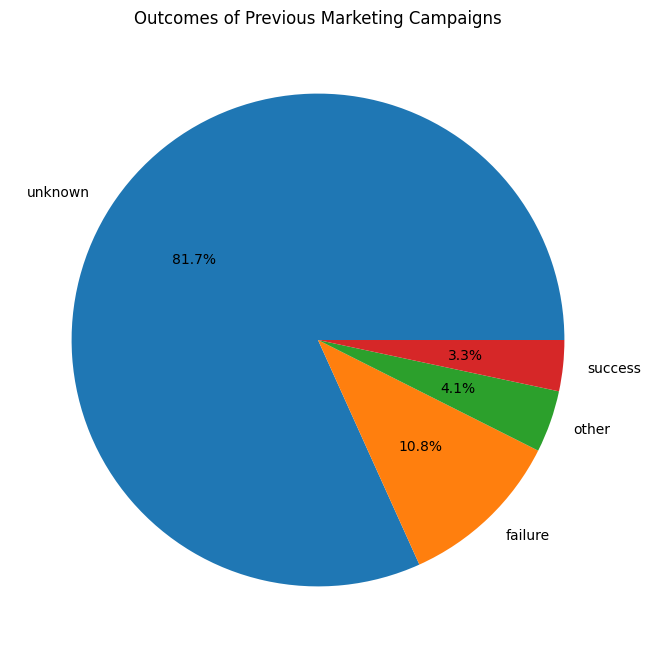 Outcomes of Previous Marketing Campaigns
unknown
81.7%
3.3%
success
4.1%
other
10.8%
failure